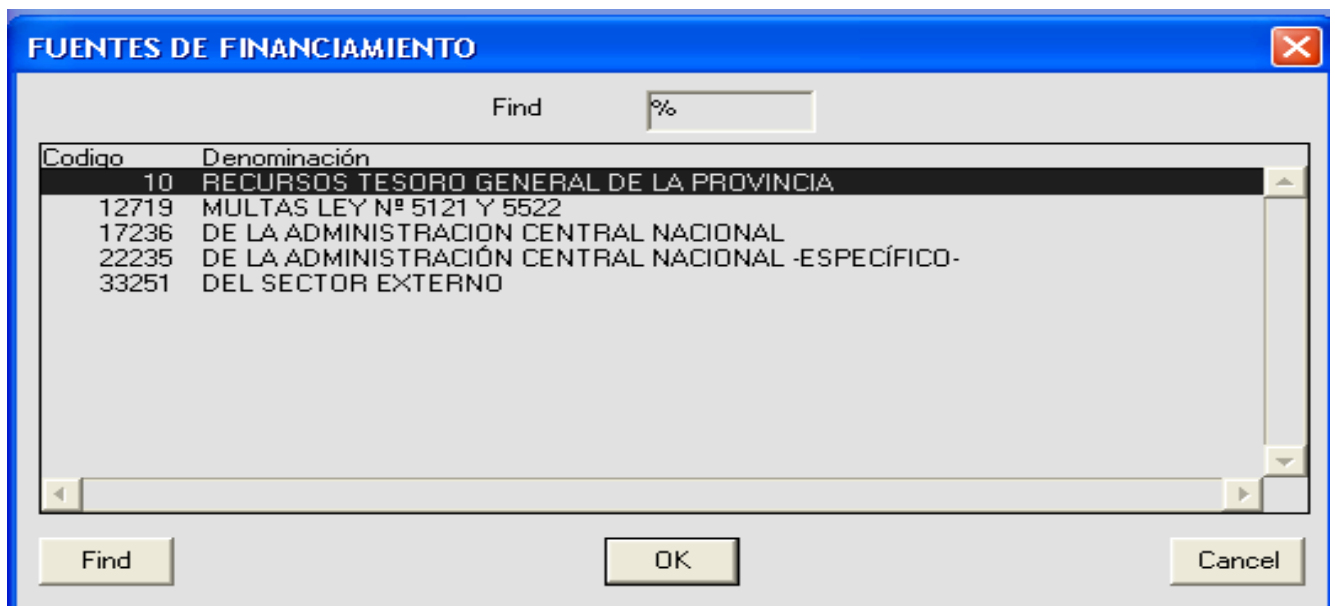 FUENTES DE FINANCIAMIENTO
Find %
Codigo Denominación
10 RECURSOS TESORO GENERAL DE LA PROVINCIA
12719 MULTAS LEY Nº 5121 Y 5522
17236 DE LA ADMINISTRACION CENTRAL NACIONAL
22235 DE LA ADMINISTRACIÓN CENTRAL NACIONAL -ESPECÍFICO-
33251 DEL SECTOR EXTERNO
Find OK Cancel